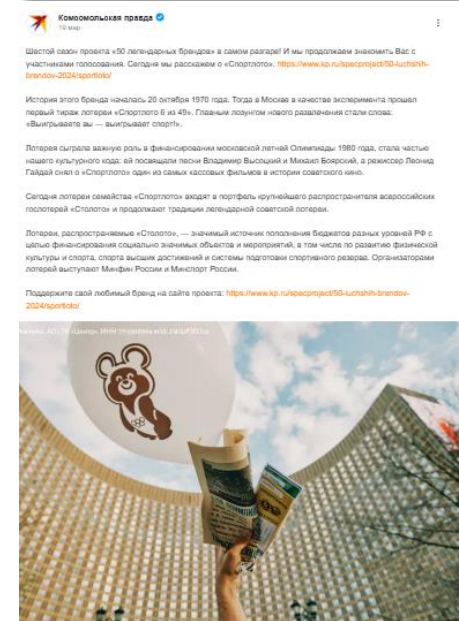 Комсомольская правда
19 мар
Шестой сезон проекта «50 легендарных брендов» в самом разгаре! И мы продолжаем знакомить Вас с
участниками голосования. Сегодня мы расскажем о «Спортлото»: https://www.kp.ru/specproject/50-luchshih-
brendov-2024/sportloto/
История этого бренда началась 20 октября 1970 года. Тогда в Москве в качестве эксперимента прошел
первый тираж лотереи «Спортлото 6 из 49». Главным лозунгом нового развлечения стали слова:
«Выигрываете вы — выигрывает спорт!».
Лотерея сыграла важную роль в финансировании московской летней Олимпиады 1980 года, стала частью
нашего культурного кода: ей посвящали песни Владимир Высоцкий и Михаил Боярский, а режиссер Леонид
Гайдай снял о «Спортлото» один из самых кассовых фильмов в истории советского кино.
Сегодня лотереи семейства «Спортлото» входят в портфель крупнейшего распространителя всероссийских
гослотерей «Столото» и продолжают традиции легендарной советской лотереи.
Лотереи, распространяемые «Столото», — значимый источник пополнения бюджетов разных уровней РФ с
целью финансирования социально значимых объектов и мероприятий, в том числе по развитию физической
культуры и спорта, спорта высших достижений и системы подготовки спортивного резерва. Организаторами
лотерей выступают Минфин России и Минспорт России.
Поддержите свой любимый бренд на сайте проекта: https://www.kp.ru/specproject/50-luchshih-brendov-
2024/sportloto/